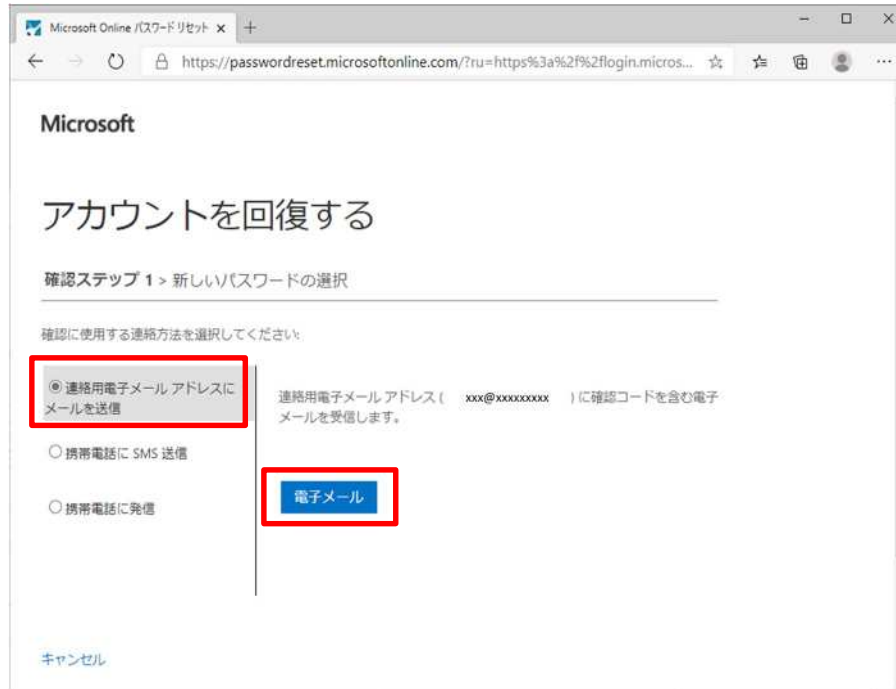 Microsoft Online パスワード リセット
https://passwordreset.microsoftonline.com/?ru=https%3a%2f%2flogin.micros...
Microsoft
アカウントを回復する
確認ステップ 1 > 新しいパスワードの選択
確認に使用する連絡方法を選択してください:
連絡用電子メール アドレスに
メールを送信
携帯電話に SMS 送信
携帯電話に発信
連絡用電子メール アドレス ( xxx@xxxxxxxxx ) に確認コードを含む電子
メールを受信します。
電子メール
キャンセル